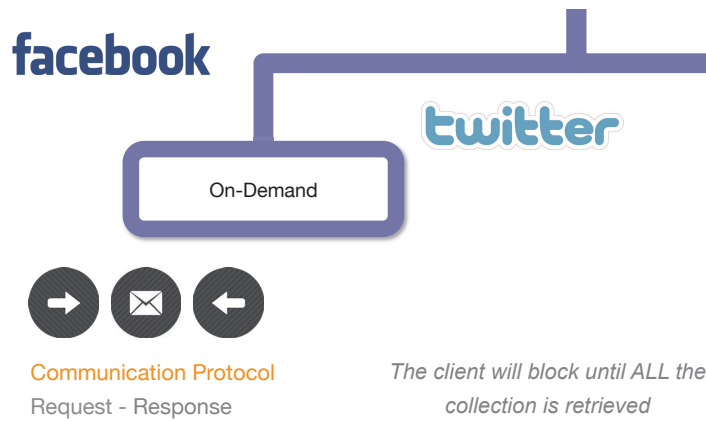 facebook
twitter
On-Demand
Communication Protocol
Request - Response
The client will block until ALL the
collection is retrieved